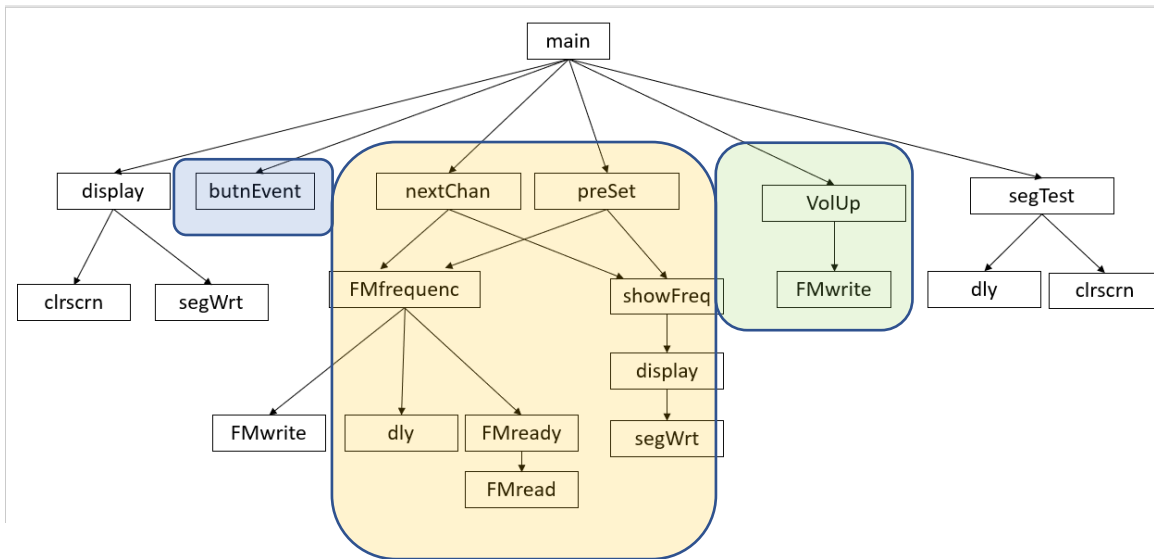 main
display
butnEvent
nextChan
preSet
VolUp
segTest
clrscrn
segWrt
FMfrequenc
showFreq
FMwrite
dly
clrscrn
display
FMwrite
dly
FMready
segWrt
FMread